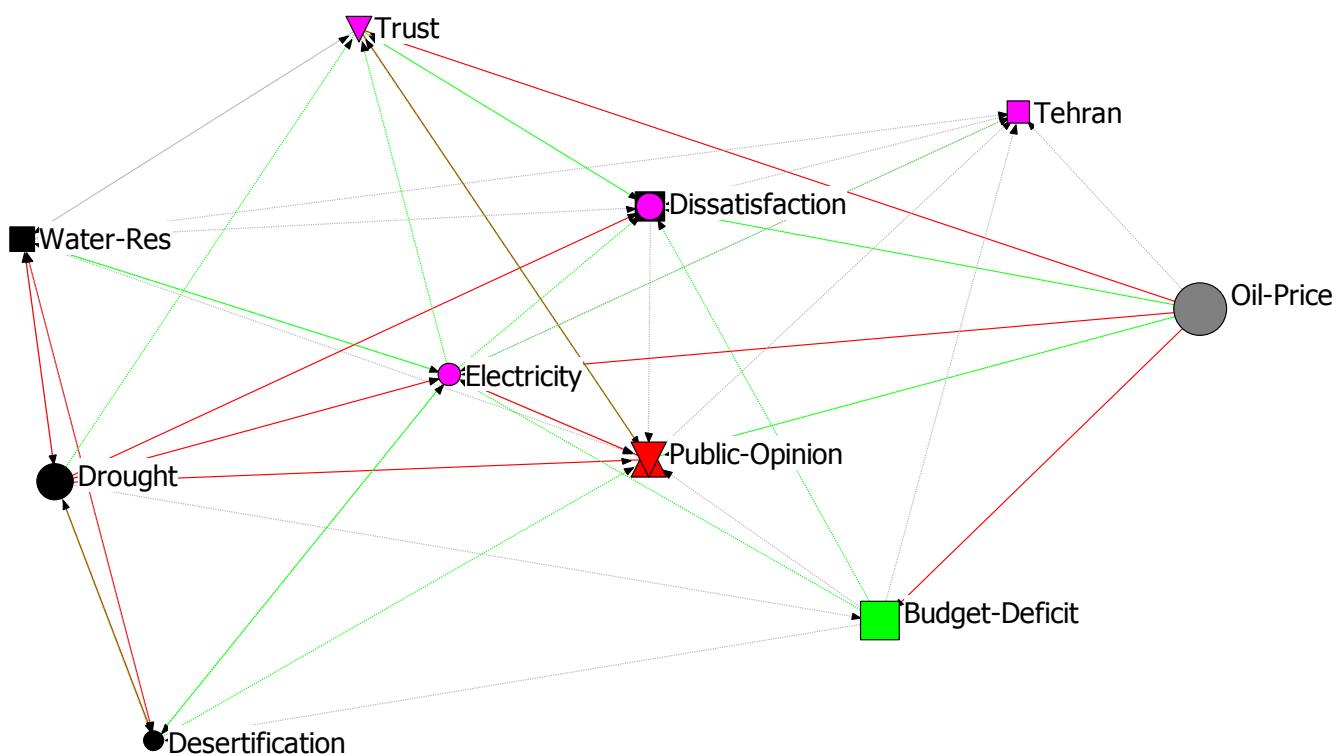 Trust
Tehran
Dissatisfaction
Water-Res
Oil-Price
Electricity
Public-Opinion
Drought
Budget-Deficit
Desertification